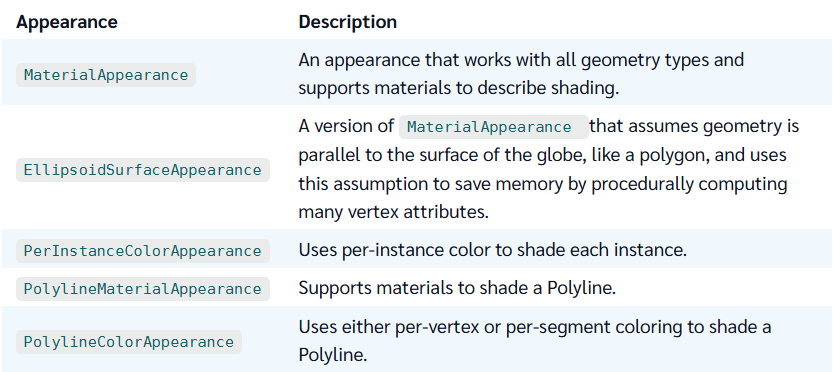 Appearance Description
MaterialAppearance An appearance that works with all geometry types and
supports materials to describe shading.
EllipsoidSurfaceAppearance A version of MaterialAppearance that assumes geometry is
parallel to the surface of the globe, like a polygon, and uses
this assumption to save memory by procedurally computing
many vertex attributes.
PerInstanceColorAppearance Uses per-instance color to shade each instance.
PolylineMaterialAppearance Supports materials to shade a Polyline.
PolylineColorAppearance Uses either per-vertex or per-segment coloring to shade a
Polyline.